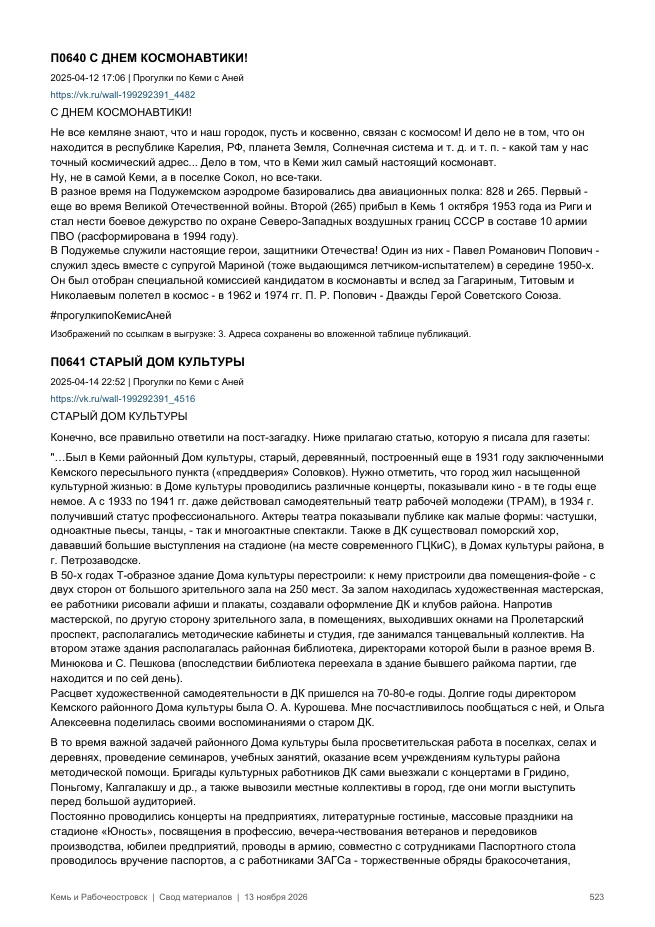 П0640 С ДНЕМ КОСМОНАВТИКИ!
2025-04-12 17:06 | Прогулки по Кеми с Аней
https://vk.ru/wall-199292391_4482
С ДНЕМ КОСМОНАВТИКИ!
Не все кемляне знают, что и наш городок, пусть и косвенно, связан с космосом! И дело не в том, что он
находится в республике Карелия, РФ, планета Земля, Солнечная система и т. д. и т. п. - какой там у нас
точный космический адрес... Дело в том, что в Кеми жил самый настоящий космонавт.
Ну, не в самой Кеми, а в поселке Сокол, но все-таки.
В разное время на Подужемском аэродроме базировались два авиационных полка: 828 и 265. Первый -
еще во время Великой Отечественной войны. Второй (265) прибыл в Кемь 1 октября 1953 года из Риги и
стал нести боевое дежурство по охране Северо-Западных воздушных границ СССР в составе 10 армии
ПВО (расформирована в 1994 году).
В Подужемье служили настоящие герои, защитники Отечества! Один из них - Павел Романович Попович -
служил здесь вместе с супругой Мариной (тоже выдающимся летчиком-испытателем) в середине 1950-х.
Он был отобран специальной комиссией кандидатом в космонавты и вслед за Гагариным, Титовым и
Николаевым полетел в космос - в 1962 и 1974 гг. П. Р. Попович - Дважды Герой Советского Союза.
#прогулкипоКемисАней
Изображений по ссылкам в выгрузке: 3. Адреса сохранены во вложенной таблице публикаций.
П0641 СТАРЫЙ ДОМ КУЛЬТУРЫ
2025-04-14 22:52 | Прогулки по Кеми с Аней
https://vk.ru/wall-199292391_4516
СТАРЫЙ ДОМ КУЛЬТУРЫ
Конечно, все правильно ответили на пост-загадку. Ниже прилагаю статью, которую я писала для газеты:
"…Был в Кеми районный Дом культуры, старый, деревянный, построенный еще в 1931 году заключенными
Кемского пересыльного пункта («преддверия» Соловков). Нужно отметить, что город жил насыщенной
культурной жизнью: в Доме культуры проводились различные концерты, показывали кино - в те годы еще
немое. А с 1933 по 1941 гг. даже действовал самодеятельный театр рабочей молодежи (ТРАМ), в 1934 г.
получивший статус профессионального. Актеры театра показывали публике как малые формы: частушки,
одноактные пьесы, танцы, - так и многоактные спектакли. Также в ДК существовал поморский хор,
дававший большие выступления на стадионе (на месте современного ГЦКиС), в Домах культуры района, в
г. Петрозаводске.
В 50-х годах Т-образное здание Дома культуры перестроили: к нему пристроили два помещения-фойе - с
двух сторон от большого зрительного зала на 250 мест. За залом находилась художественная мастерская,
ее работники рисовали афиши и плакаты, создавали оформление ДК и клубов района. Напротив
мастерской, по другую сторону зрительного зала, в помещениях, выходивших окнами на Пролетарский
проспект, располагались методические кабинеты и студия, где занимался танцевальный коллектив. На
втором этаже здания располагалась районная библиотека, директорами которой были в разное время В.
Минюкова и С. Пешкова (впоследствии библиотека переехала в здание бывшего райкома партии, где
находится и по сей день).
Расцвет художественной самодеятельности в ДК пришелся на 70-80-е годы. Долгие годы директором
Кемского районного Дома культуры была О. А. Курошева. Мне посчастливилось пообщаться с ней, и Ольга
Алексеевна поделилась своими воспоминаниями о старом ДК.
В то время важной задачей районного Дома культуры была просветительская работа в поселках, селах и
деревнях, проведение семинаров, учебных занятий, оказание всем учреждениям культуры района
методической помощи. Бригады культурных работников ДК сами выезжали с концертами в Гридино,
Поньгому, Калгалакшу и др., а также вывозили местные коллективы в город, где они могли выступить
перед большой аудиторией.
Постоянно проводились концерты на предприятиях, литературные гостиные, массовые праздники на
стадионе «Юность», посвящения в профессию, вечера-чествования ветеранов и передовиков
производства, юбилеи предприятий, проводы в армию, совместно с сотрудниками Паспортного стола
проводилось вручение паспортов, а с работниками ЗАГСа - торжественные обряды бракосочетания,
Кемь и Рабочеостровск | Свод материалов | 13 ноября 2026
523